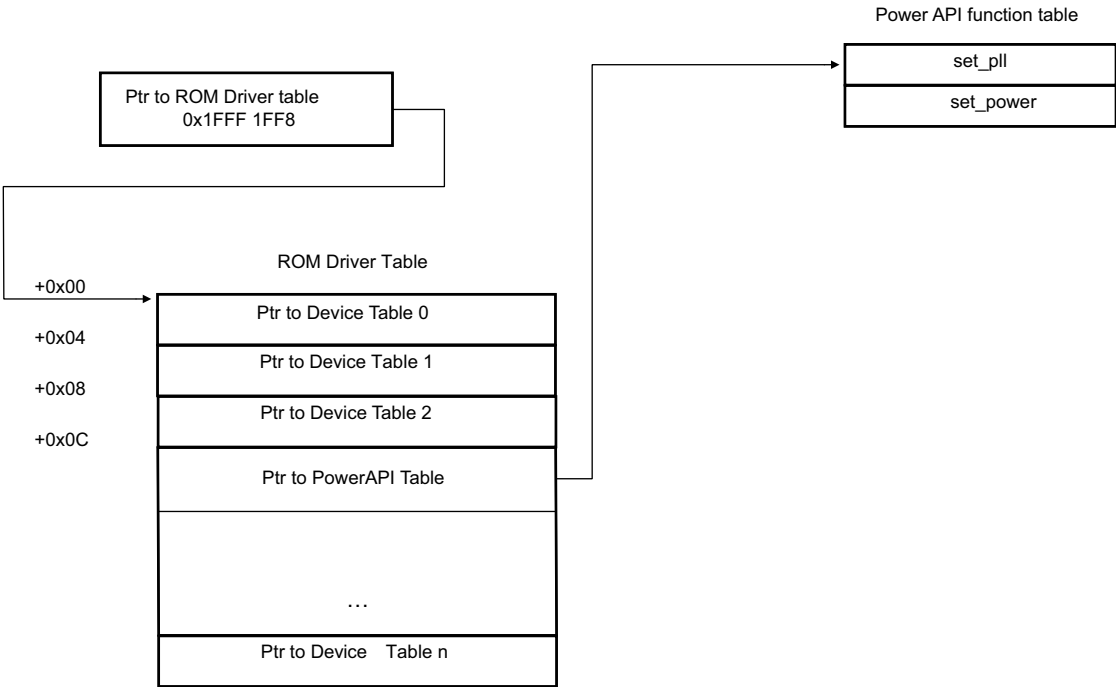 Power API function table
set_pll
set_power
Ptr to ROM Driver table
0x1FFF 1FF8
ROM Driver Table
+0x00
Ptr to Device Table 0
+0x04
Ptr to Device Table 1
+0x08
Ptr to Device Table 2
+0x0C
Ptr to PowerAPI Table
…
Ptr to Device Table n